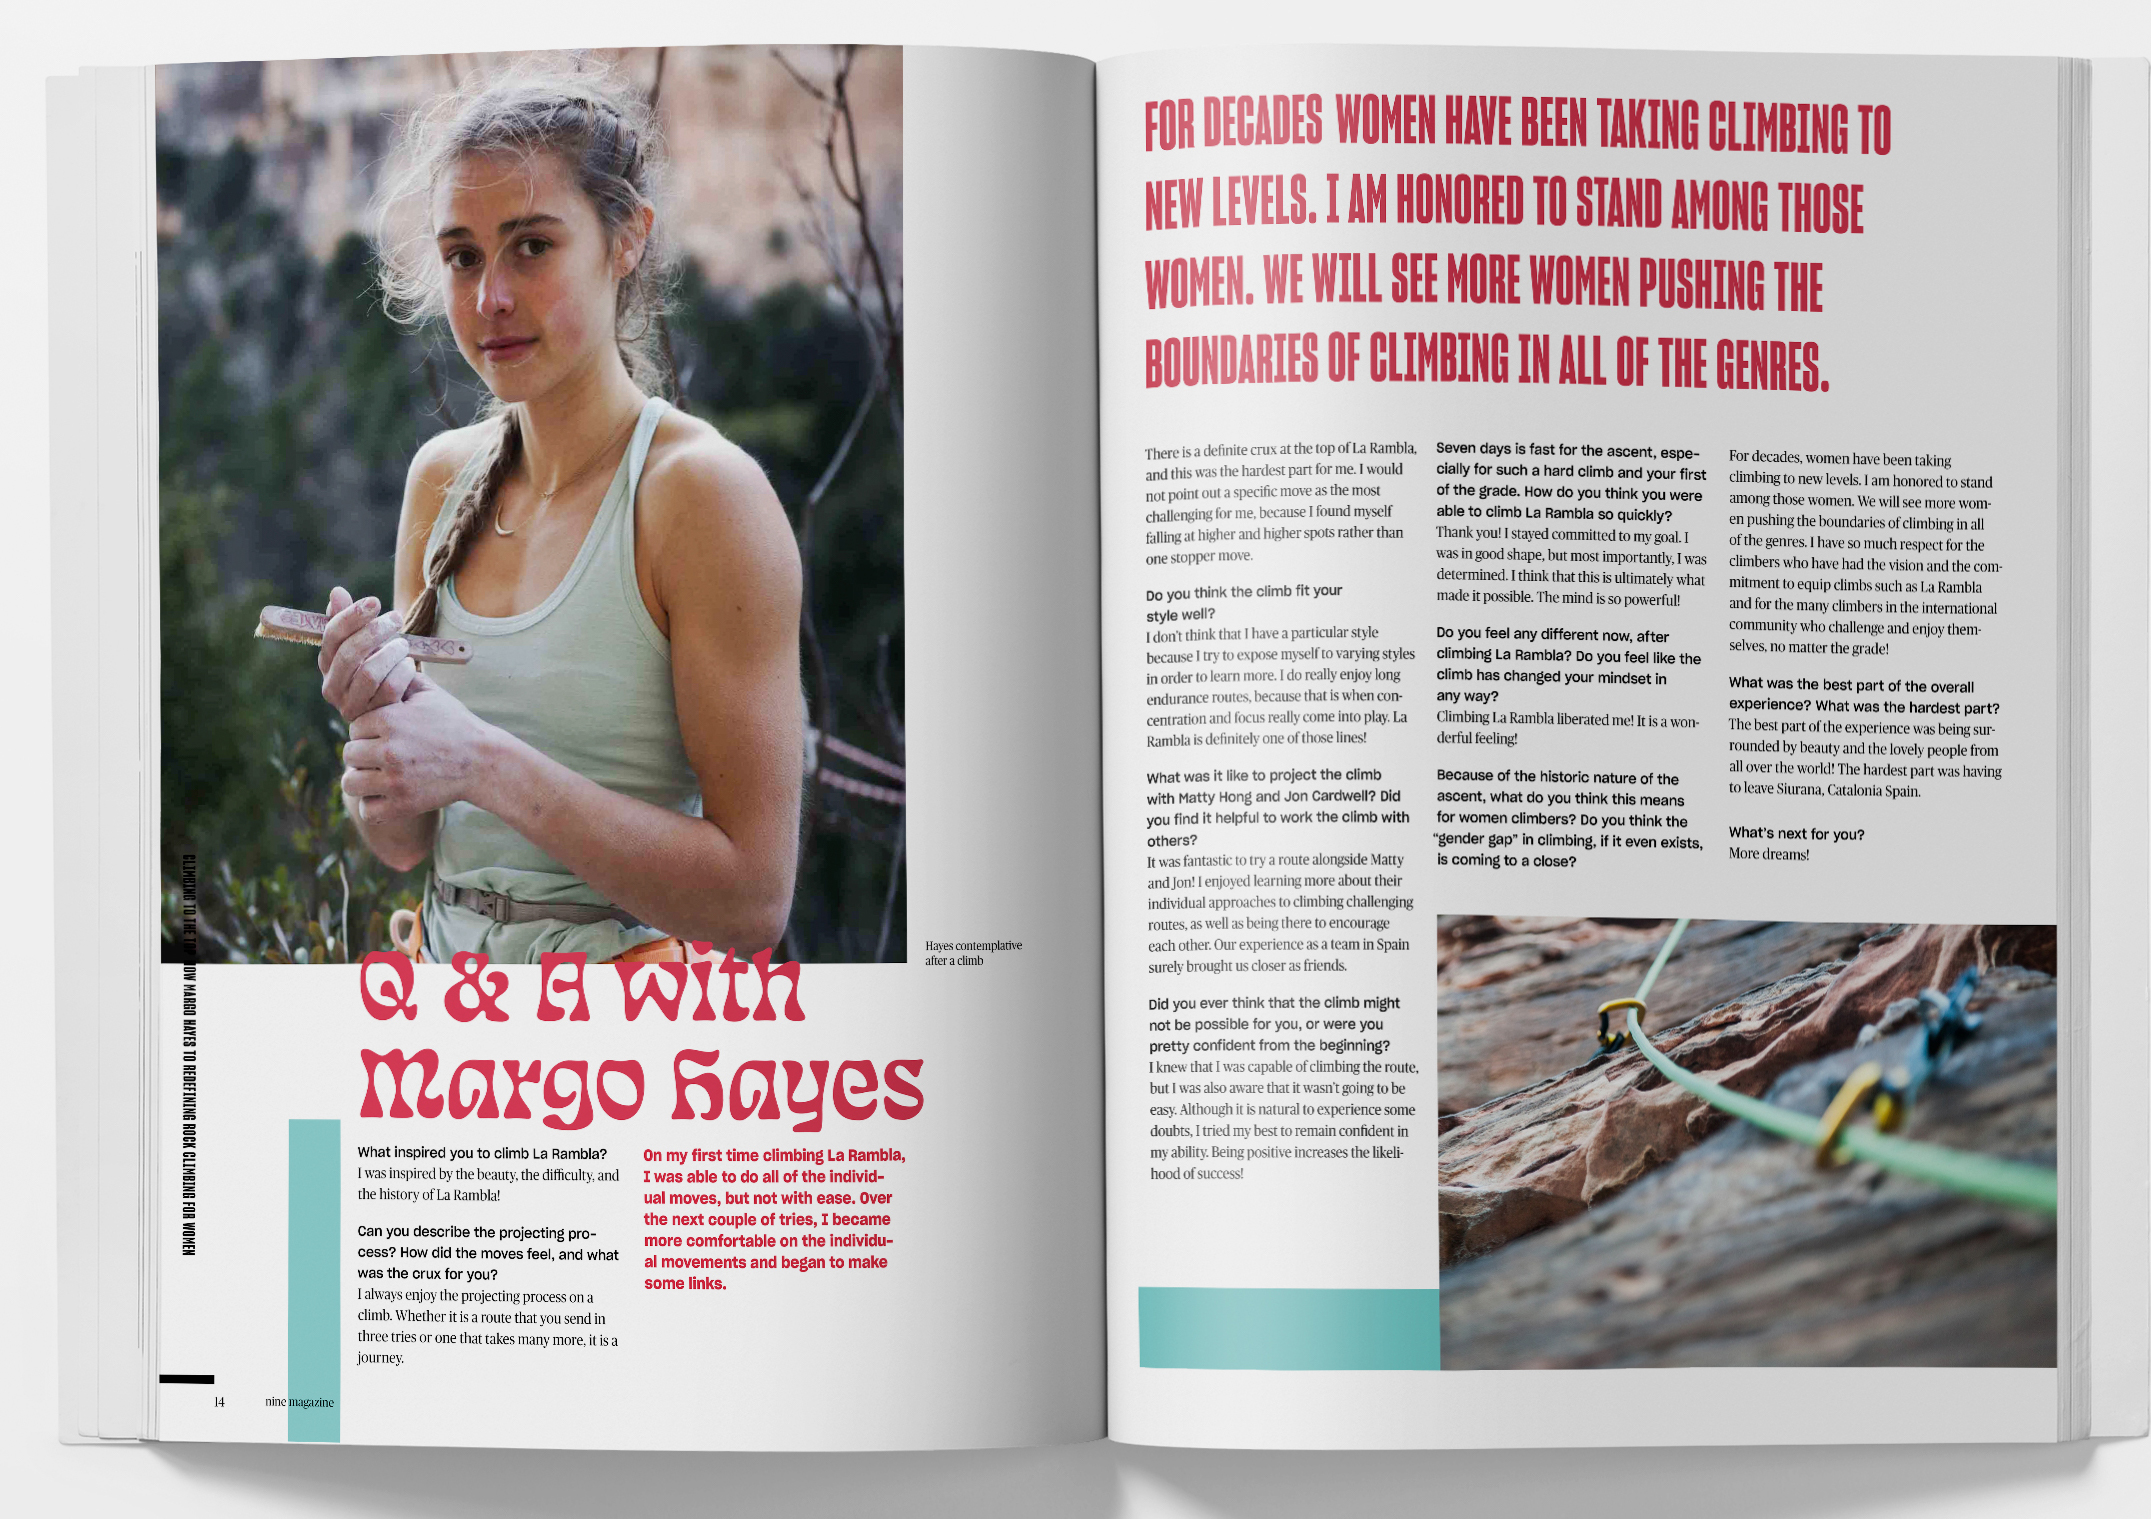 CLIMBING TO THE TOP: HOW MARGO HAYES TO REDEFINING ROCK CLIMBING FOR WOMEN
Hayes contemplative
after a climb
Q & A with
Margo Hayes
What inspired you to climb La Rambla?
I was inspired by the beauty, the difficulty, and
the history of La Rambla!
Can you describe the projecting pro-
cess? How did the moves feel, and what
was the crux for you?
I always enjoy the projecting process on a
climb. Whether it is a route that you send in
three tries or one that takes many more, it is a
journey.
On my first time climbing La Rambla,
I was able to do all of the individ-
ual moves, but not with ease. Over
the next couple of tries, I became
more comfortable on the individu-
al movements and began to make
some links.
14
nine magazine
FOR DECADES WOMEN HAVE BEEN TAKING CLIMBING TO
NEW LEVELS. I AM HONORED TO STAND AMONG THOSE
WOMEN. WE WILL SEE MORE WOMEN PUSHING THE
BOUNDARIES OF CLIMBING IN ALL OF THE GENRES.
There is a definite crux at the top of La Rambla,
and this was the hardest part for me. I would
not point out a specific move as the most
challenging for me, because I found myself
falling at higher and higher spots rather than
one stopper move.
Do you think the climb fit your
style well?
I don't think that I have a particular style
because I try to expose myself to varying styles
in order to learn more. I do really enjoy long
endurance routes, because that is when con-
centration and focus really come into play. La
Rambla is definitely one of those lines!
What was it like to project the climb
with Matty Hong and Jon Cardwell? Did
you find it helpful to work the climb with
others?
It was fantastic to try a route alongside Matty
and Jon! I enjoyed learning more about their
individual approaches to climbing challenging
routes, as well as being there to encourage
each other. Our experience as a team in Spain
surely brought us closer as friends.
Did you ever think that the climb might
not be possible for you, or were you
pretty confident from the beginning?
I knew that I was capable of climbing the route,
but I was also aware that it wasn't going to be
easy. Although it is natural to experience some
doubts, I tried my best to remain confident in
my ability. Being positive increases the likeli-
hood of success!
Seven days is fast for the ascent, espe-
cially for such a hard climb and your first
of the grade. How do you think you were
able to climb La Rambla so quickly?
Thank you! I stayed committed to my goal. I
was in good shape, but most importantly, I was
determined. I think that this is ultimately what
made it possible. The mind is so powerful!
Do you feel any different now, after
climbing La Rambla? Do you feel like the
climb has changed your mindset in
any way?
Climbing La Rambla liberated me! It is a won-
derful feeling!
Because of the historic nature of the
ascent, what do you think this means
for women climbers? Do you think the
“gender gap” in climbing, if it even exists,
is coming to a close?
For decades, women have been taking
climbing to new levels. I am honored to stand
among those women. We will see more wom-
en pushing the boundaries of climbing in all
of the genres. I have so much respect for the
climbers who have had the vision and the com-
mitment to equip climbs such as La Rambla
and for the many climbers in the international
community who challenge and enjoy them-
selves, no matter the grade!
What was the best part of the overall
experience? What was the hardest part?
The best part of the experience was being sur-
rounded by beauty and the lovely people from
all over the world! The hardest part was having
to leave Siurana, Catalonia Spain.
What's next for you?
More dreams!